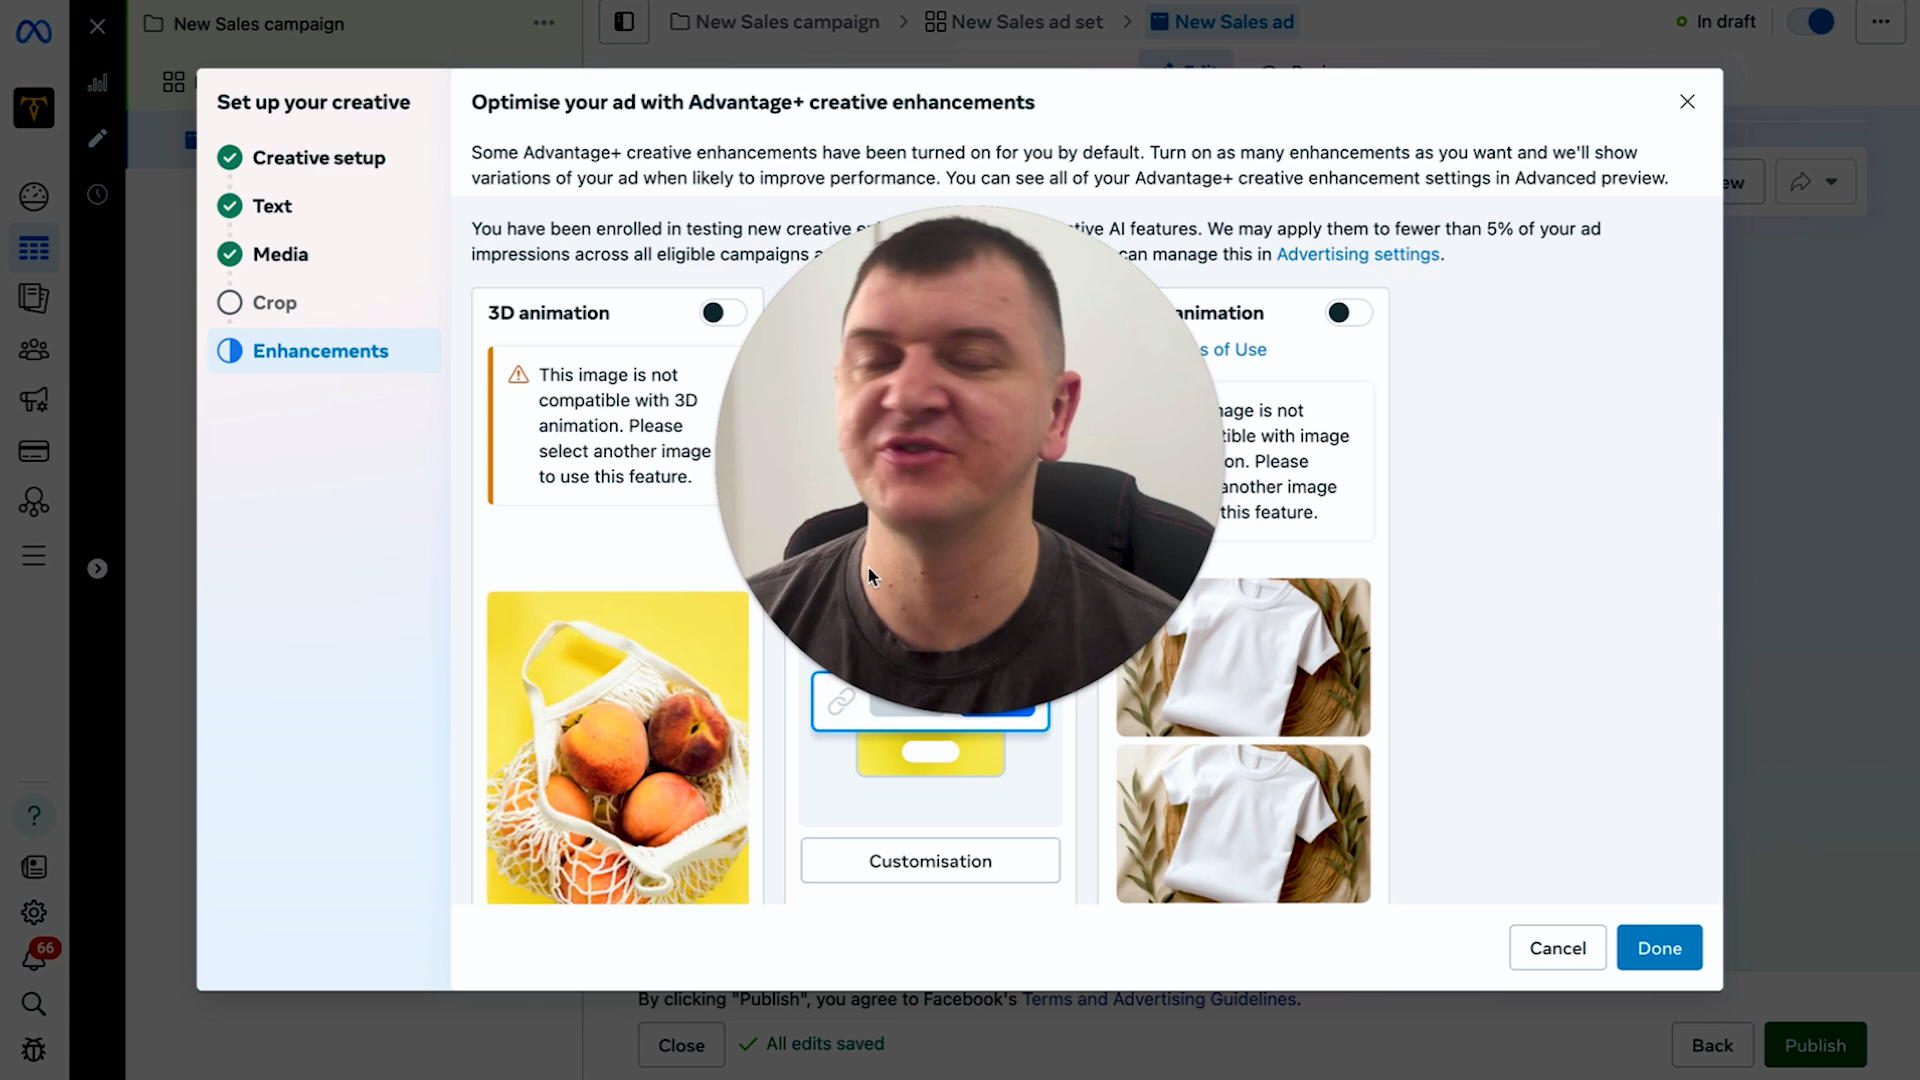 New Sales campaign
New Sales campaign
New Sales ad set
New Sales ad
In draft
Set up your creative
Creative setup
Text
Media
Crop
Enhancements
Optimise your ad with Advantage+ creative enhancements
Some Advantage+ creative enhancements have been turned on for you by default. Turn on as many enhancements as you want and we'll show
variations of your ad when likely to improve performance. You can see all of your Advantage+ creative enhancement settings in Advanced preview.
You have been enrolled in testing new creative AI features. We may apply them to fewer than 5% of your ad
impressions across all eligible campaigns can manage this in Advertising settings.
3D animation
This image is not
compatible with 3D
animation. Please
select another image
to use this feature.
animation
of Use
is not
with image
Please
another image
this feature.
Customisation
Cancel
Done
By clicking "Publish", you agree to Facebook's Terms and Advertising Guidelines.
Close
All edits saved
Back
Publish
66